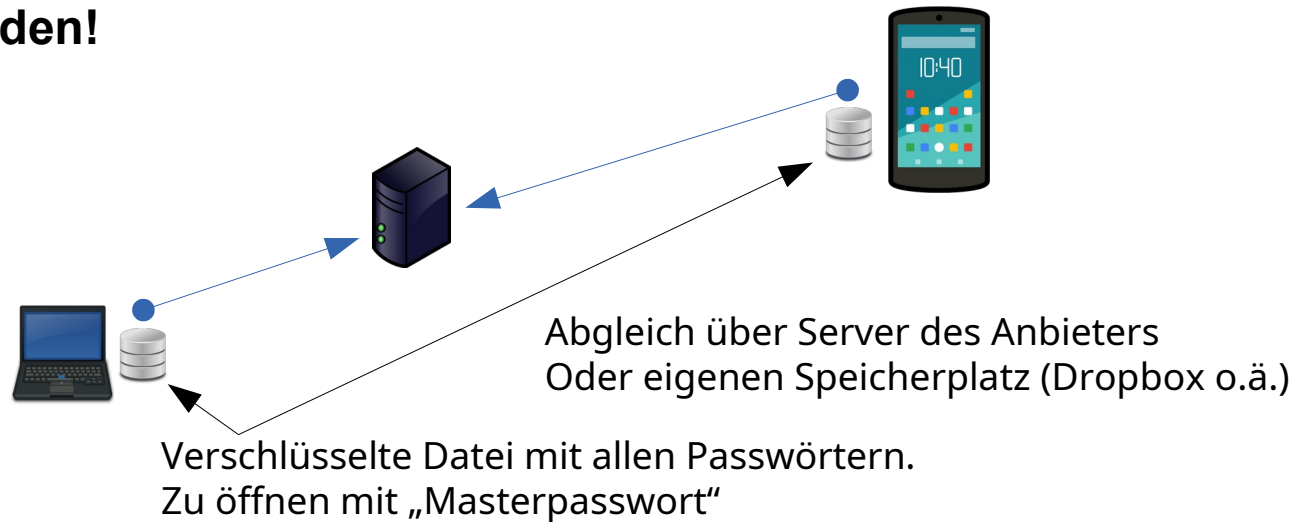 den!
10:40
Abgleich über Server des Anbieters
Oder eigenen Speicherplatz (Dropbox o.ä.)
Verschlüsselte Datei mit allen Passwörtern.
Zu öffnen mit „Masterpasswort“